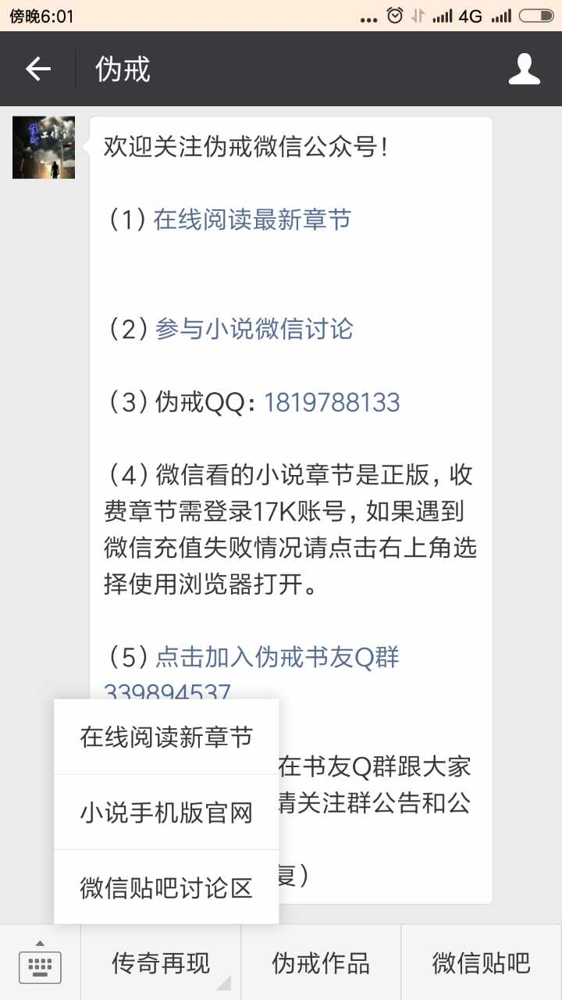 傍晚6:01
4G
伪戒
欢迎关注伪戒微信公众号！
（1）在线阅读最新章节
（2）参与小说微信讨论
（3）伪戒QQ：1819788133
（4）微信看的小说章节是正版，收
费章节需登录17K账号，如果遇到
微信充值失败情况请点击右上角选
择使用浏览器打开。
（5）点击加入伪戒书友Q群
339894537
在线阅读新章节
在书友Q群跟大家
请关注群公告和公
小说手机版官网
复）
微信贴吧讨论区
传奇再现
伪戒作品
微信贴吧